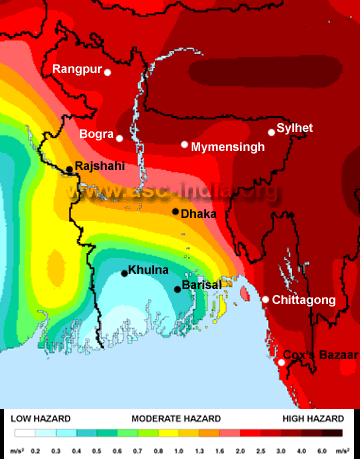 Rangpur
Sylhet
Bogra
Mymensingh
Rajshahi
www.asc-india.org
Dhaka
Khulna
Barisal
Chittagong
Cox's Bazaar
LOW HAZARD MODERATE HAZARD HIGH HAZARD
m/s² 0.2 0.3 0.4 0.5 0.6 0.7 0.8 1.0 1.3 1.6 2.0 2.5 3.0 4.0 6.0 m/s²